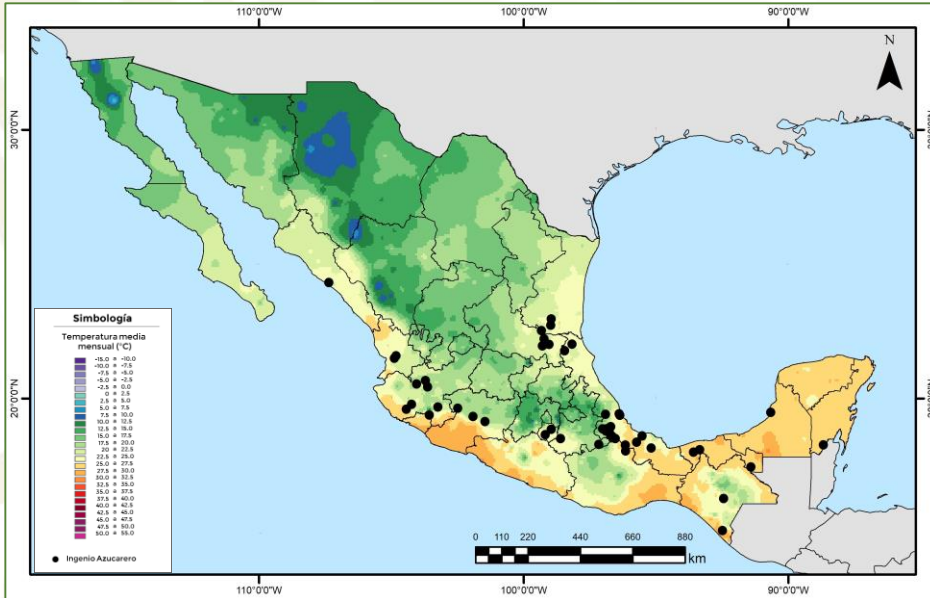 110°0'0"W 100°0'0"W 90°0'0"W
N
30°0'0"N
20°0'0"N 20°0'0"N
Simbología
Temperatura media
mensual (°C)
-15.0 a -10.0
-10.0 a -7.5
-7.5 a -5.0
-5.0 a -2.5
-2.5 a 0.0
0 a 2.5
2.5 a 5.0
5.0 a 7.5
7.5 a 10.0
10.0 a 12.5
12.5 a 15.0
15.0 a 17.5
17.5 a 20.0
20 a 22.5
22.5 a 25.0
25.0 a 27.5
27.5 a 30.0
30.0 a 32.5
32.5 a 35.0
35.0 a 37.5
37.5 a 40.0
40.0 a 42.5
42.5 a 45.0
45.0 a 47.5
47.5 a 50.0
50.0 a 55.0
Ingenio Azucarero
0 110 220 440 660 880
km
110°0'0"W 100°0'0"W 90°0'0"W